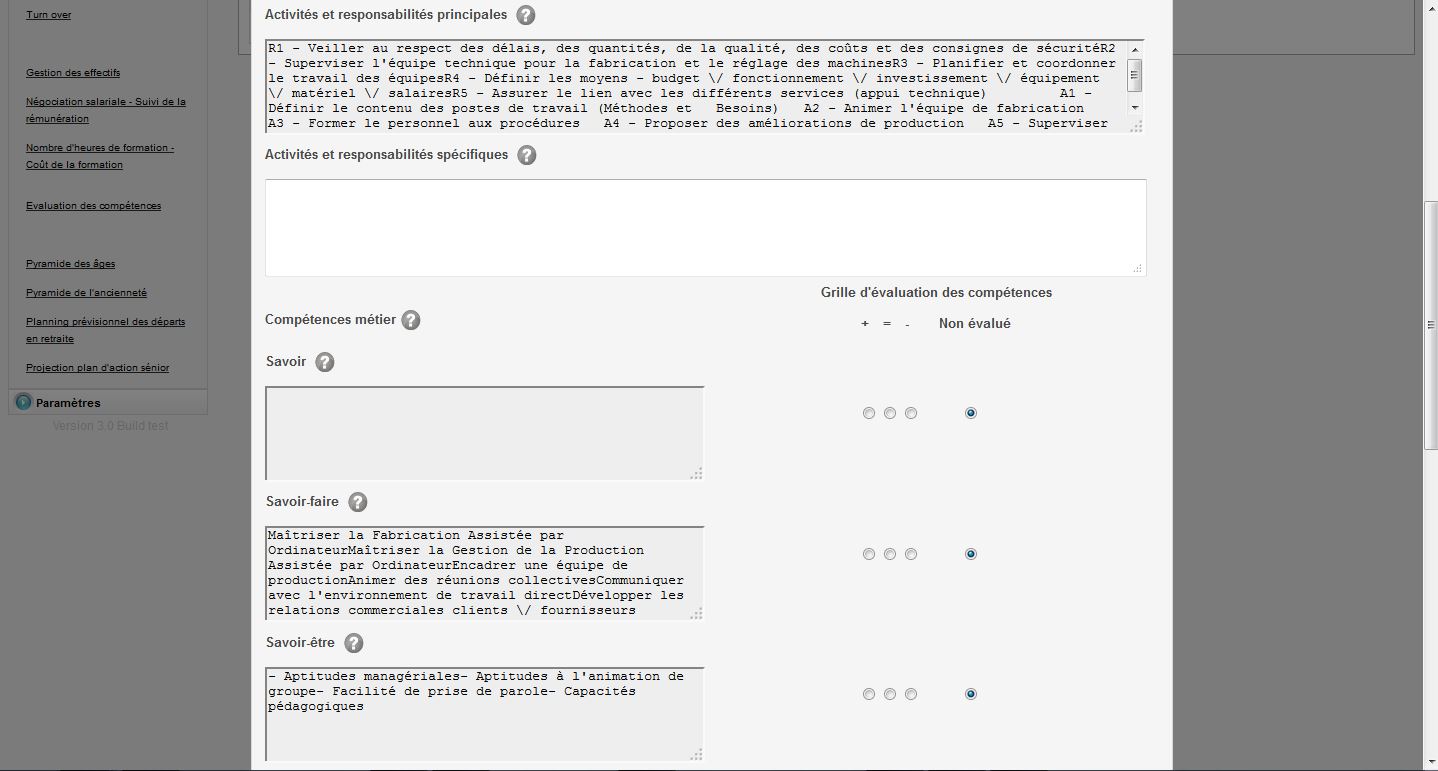 Turn over
Gestion des effectifs
Négociation salariale - Suivi de la
rémunération
Nombre d'heures de formation -
Coût de la formation
Evaluation des compétences
Pyramide des âges
Pyramide de l'ancienneté
Planning prévisionnel des départs
en retraite
Projection plan d'action sénior
Paramètres
Version 3.0 Build test
Activités et responsabilités principales ?
R1 - Veiller au respect des délais, des quantités, de la qualité, des coûts et des consignes de sécuritéR2
- Superviser l'équipe technique pour la fabrication et le réglage des machinesR3 - Planifier et coordonner
le travail des équipesR4 - Définir les moyens - budget \/ fonctionnement \/ investissement \/ équipement
\/ matériel \/ salairesR5 - Assurer le lien avec les différents services (appui technique) A1 -
Définir le contenu des postes de travail (Méthodes et Besoins) A2 - Animer l'équipe de fabrication
A3 - Former le personnel aux procédures A4 - Proposer des améliorations de production A5 - Superviser
Activités et responsabilités spécifiques ?
Grille d'évaluation des compétences
Compétences métier ?
+ = - Non évalué
Savoir ?
Savoir-faire ?
Maîtriser la Fabrication Assistée par
OrdinateurMaîtriser la Gestion de la Production
Assistée par OrdinateurEncadrer une équipe de
productionAnimer des réunions collectivesCommuniquer
avec l'environnement de travail directDévelopper les
relations commerciales clients \/ fournisseurs
Savoir-être ?
- Aptitudes managériales- Aptitudes à l'animation de
groupe- Facilité de prise de parole- Capacités
pédagogiques